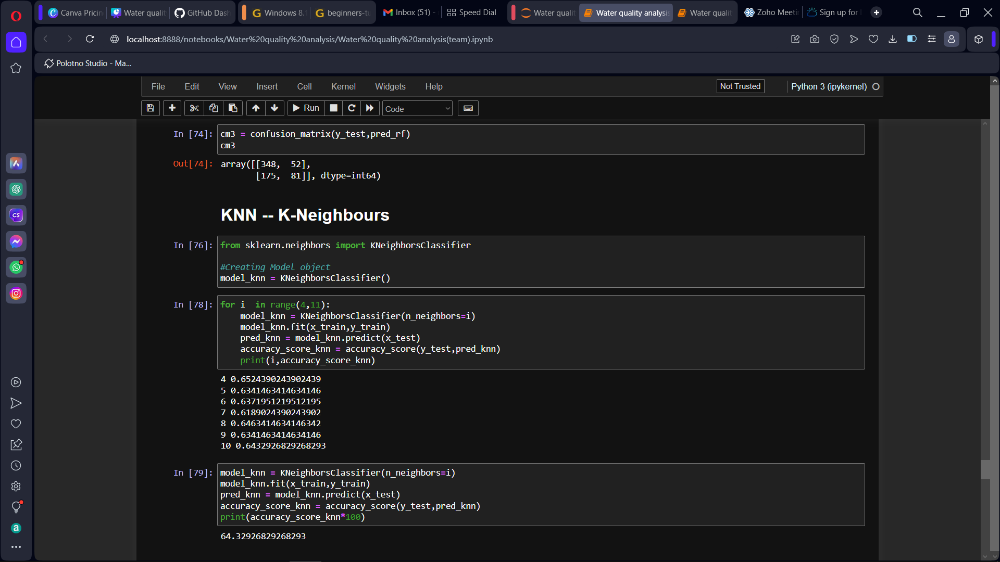 Canva Pricin
Water qualit
GitHub Dash
Windows 8.1
beginners-tu
Inbox (51) -
Speed Dial
Water qualit
Water quality analysis
Water qualit
Zoho Meetin
Sign up for
localhost:8888/notebooks/Water%20quality%20analysis/Water%20quality%20analysis(team).ipynb
Polotno Studio - Ma...
File Edit View Insert Cell Kernel Widgets Help
Not Trusted
Python 3 (ipykernel)
Run
Code
CS
a
In [74]: cm3 = confusion_matrix(y_test,pred_rf)
cm3
Out[74]: array([[348,  52],
[175,  81]], dtype=int64)
KNN -- K-Neighbours
In [76]: from sklearn.neighbors import KNeighborsClassifier
#Creating Model object
model_knn = KNeighborsClassifier()
In [78]: for i  in range(4,11):
model_knn = KNeighborsClassifier(n_neighbors=i)
model_knn.fit(x_train,y_train)
pred_knn = model_knn.predict(x_test)
accuracy_score_knn = accuracy_score(y_test,pred_knn)
print(i,accuracy_score_knn)
4 0.6524390243902439
5 0.6341463414634146
6 0.6371951219512195
7 0.6189024390243902
8 0.6463414634146342
9 0.6341463414634146
10 0.6432926829268293
In [79]: model_knn = KNeighborsClassifier(n_neighbors=i)
model_knn.fit(x_train,y_train)
pred_knn = model_knn.predict(x_test)
accuracy_score_knn = accuracy_score(y_test,pred_knn)
print(accuracy_score_knn*100)
64.32926829268293